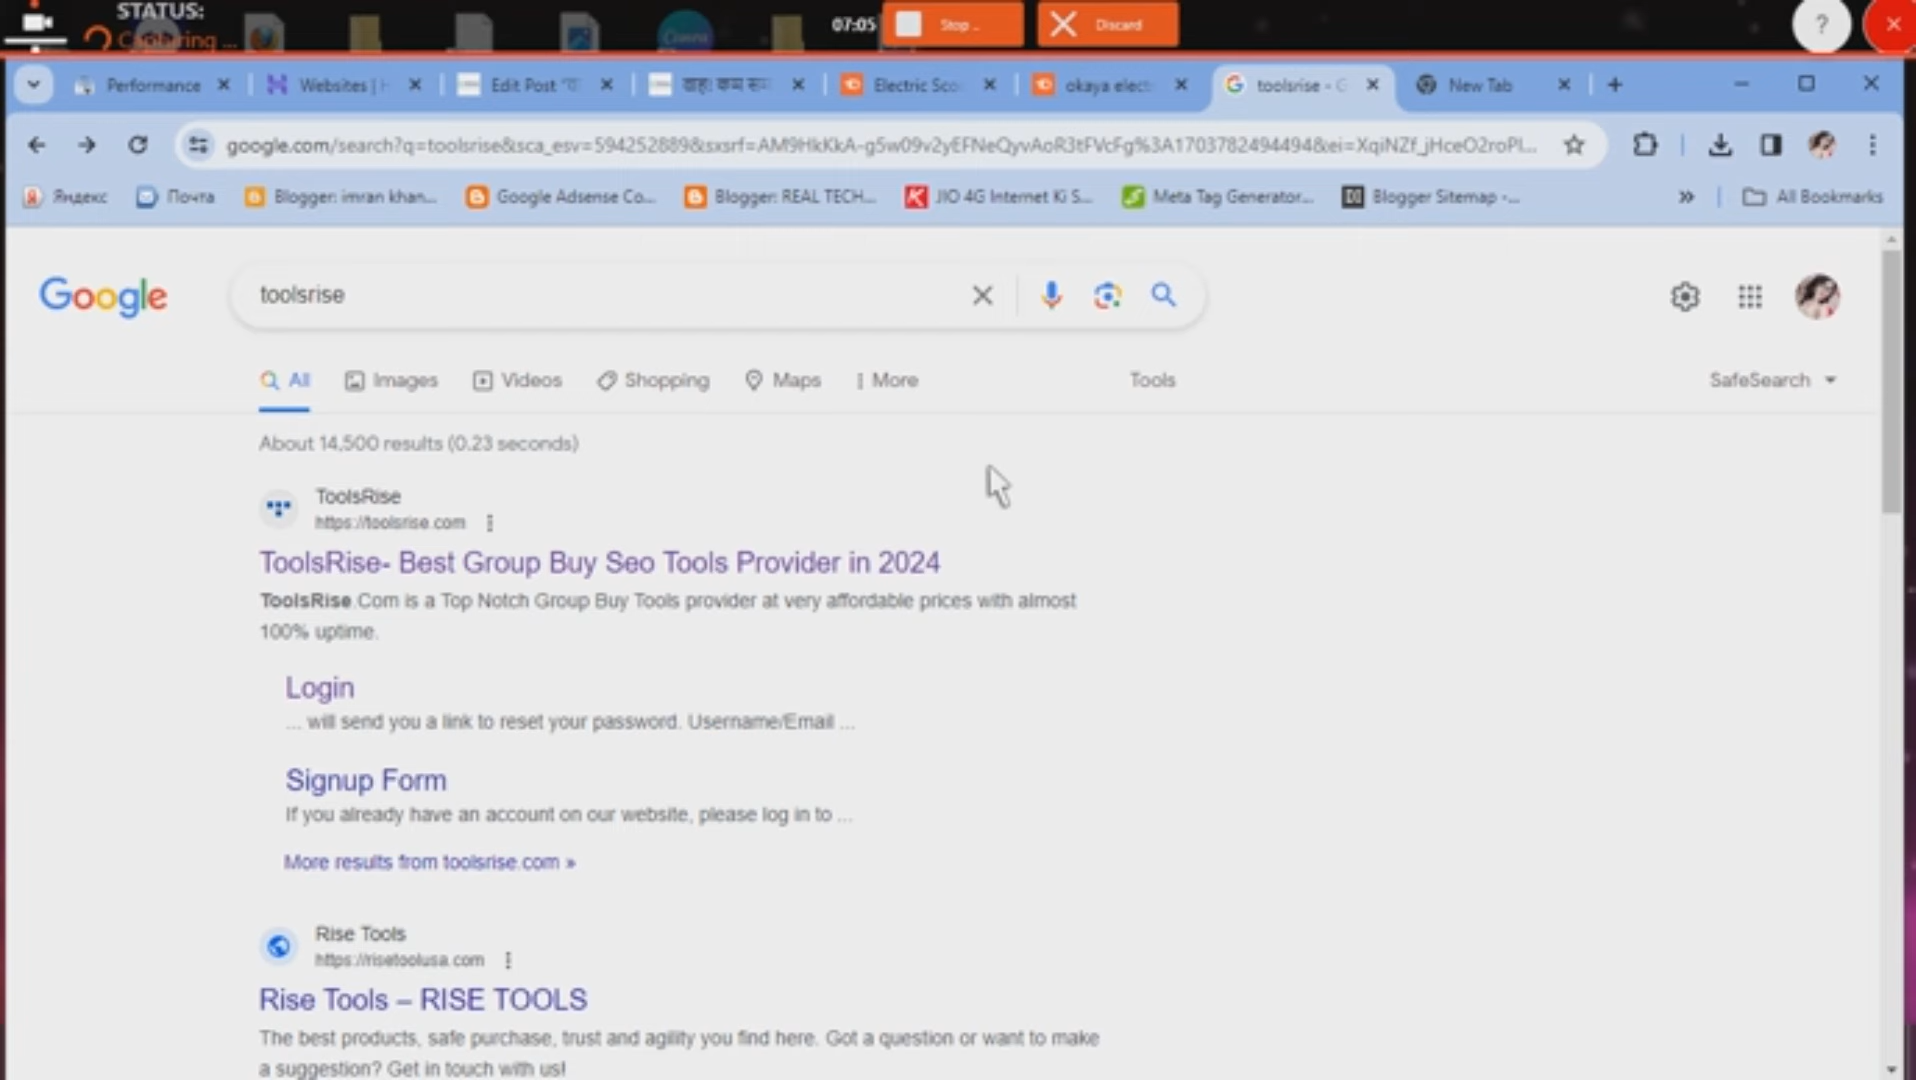 STATUS:
Capturing ...
07:05
Stop ..
Discard
?
Performance
Websites | H
Edit Post "
Electric Sco
okaya elect
toolsrise - G
New Tab
google.com/search?q=toolsrise&sca_esv=594252889&sxsrf=AM9HkKkA-g5w09v2yEFNeQyvAoR3tFVcFg%3A1703782494494&ei=XqiNZf_jHceO2roPl...
Яндекс
Почта
Blogger: imran khan...
Google Adsense Co...
Blogger: REAL TECH...
JIO 4G Internet Ki S...
Meta Tag Generator...
Blogger Sitemap -...
»
All Bookmarks
Google
toolsrise
All
Images
Videos
Shopping
Maps
More
Tools
SafeSearch
About 14,500 results (0.23 seconds)
ToolsRise
https://toolsrise.com
ToolsRise- Best Group Buy Seo Tools Provider in 2024
ToolsRise.Com is a Top Notch Group Buy Tools provider at very affordable prices with almost
100% uptime.
Login
... will send you a link to reset your password. Username/Email ...
Signup Form
If you already have an account on our website, please log in to ...
More results from toolsrise.com »
Rise Tools
https://risetoolusa.com
Rise Tools – RISE TOOLS
The best products, safe purchase, trust and agility you find here. Got a question or want to make
a suggestion? Get in touch with us!